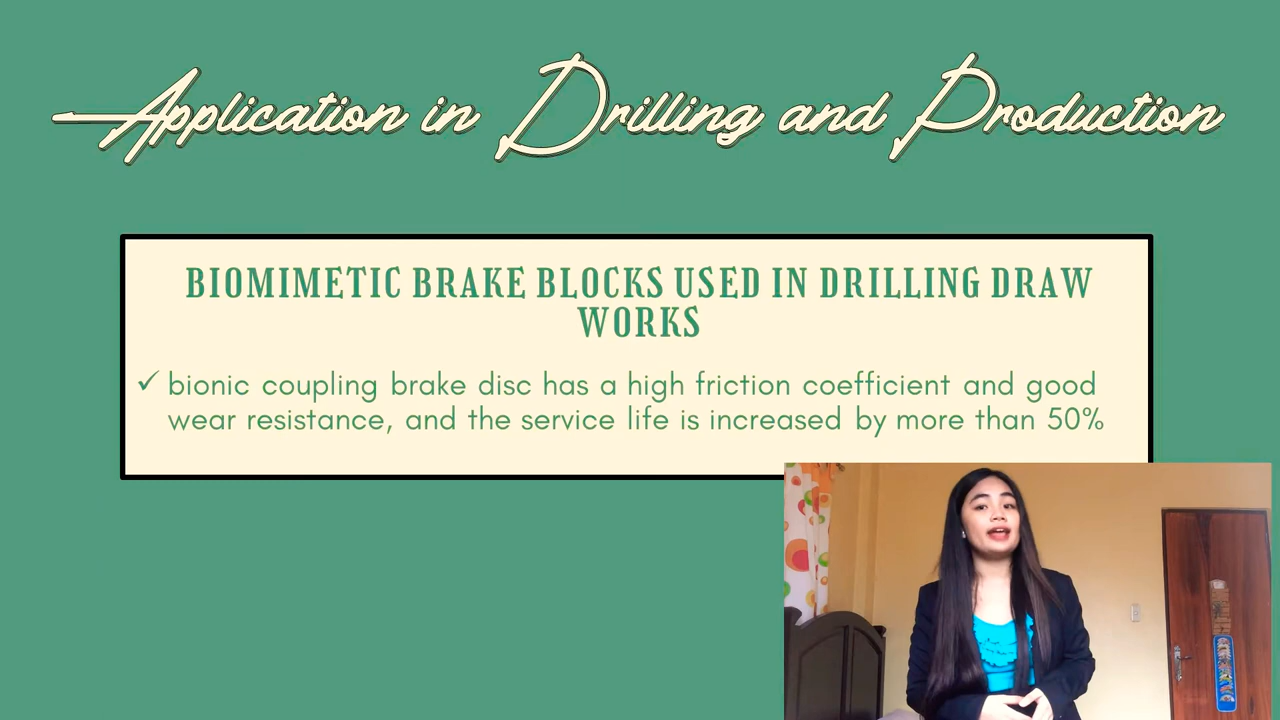 Application in Drilling and Production
BIOMIMETIC BRAKE BLOCKS USED IN DRILLING DRAW
WORKS
✓ bionic coupling brake disc has a high friction coefficient and good
wear resistance, and the service life is increased by more than 50%